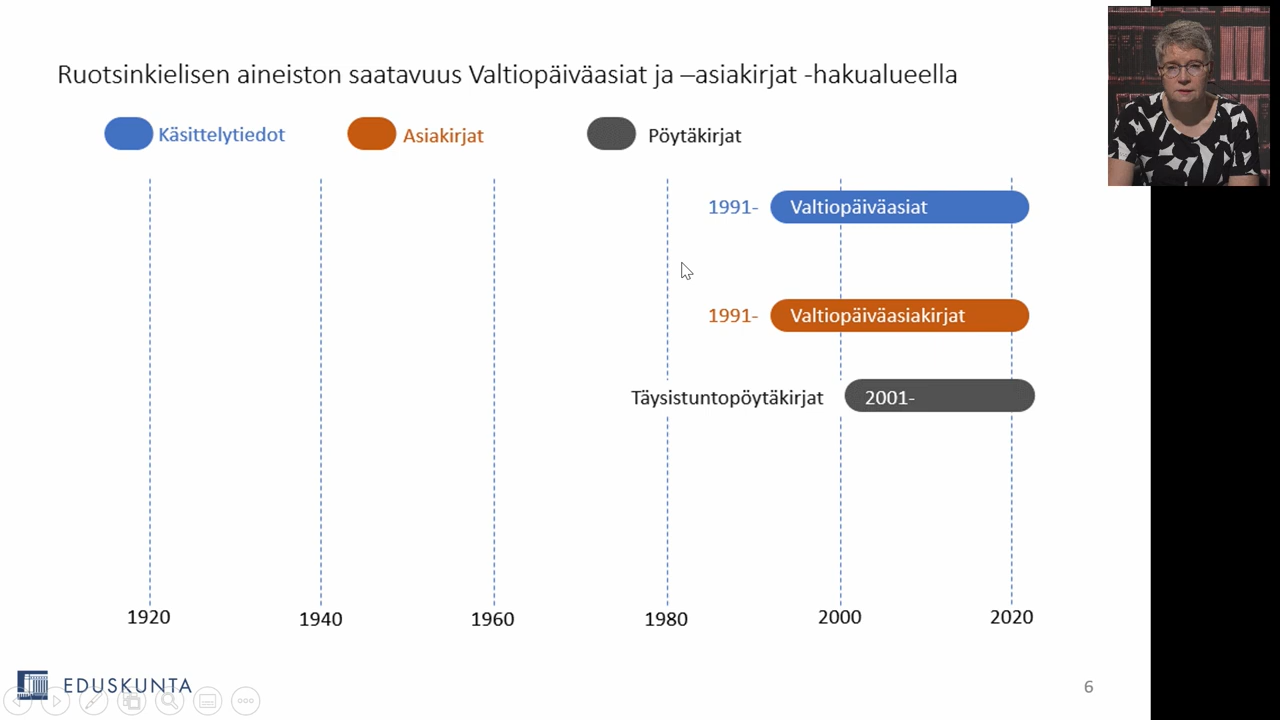 Ruotsinkielisen aineiston saatavuus Valtiopäiväasiat ja –asiakirjat -hakualueella
Käsittelytiedot
Asiakirjat
Pöytäkirjat
1991-
Valtiopäiväasiat
1991-
Valtiopäiväasiakirjat
Täysistuntopöytäkirjat
2001-
1920
1940
1960
1980
2000
2020
EDUSKUNTA
6